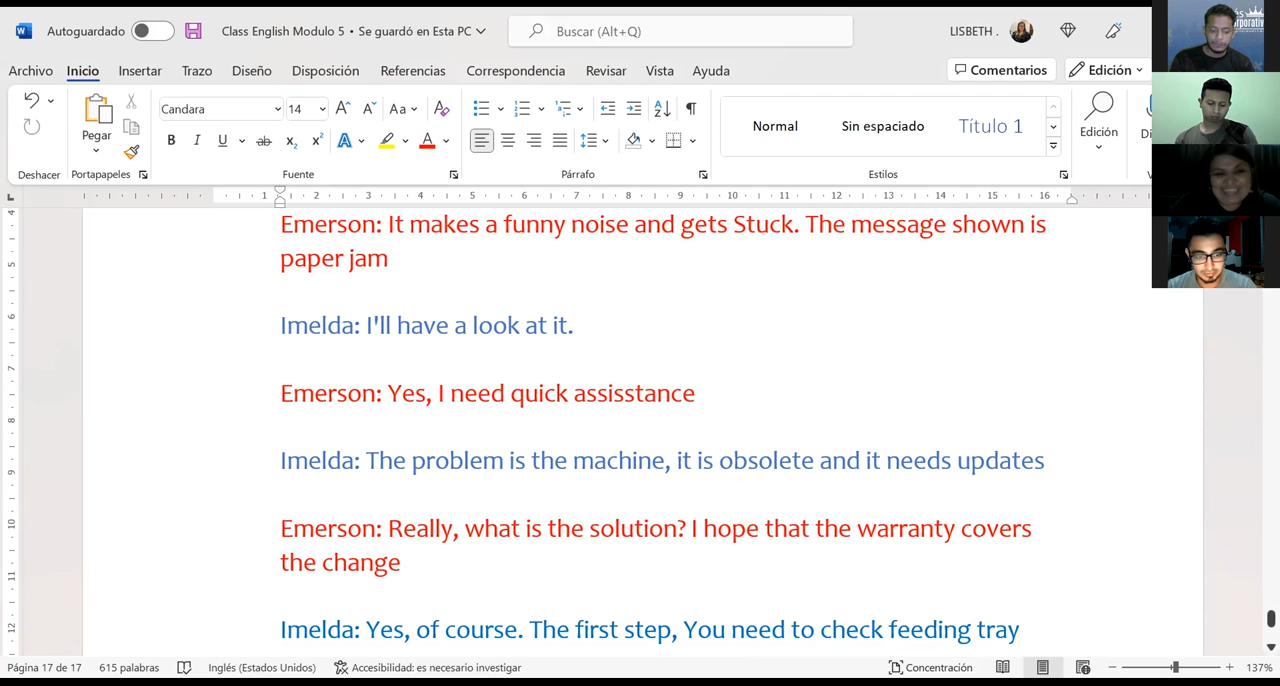 Autoguardado
Class English Modulo 5 • Se guardó en Esta PC
Buscar (Alt+Q)
LISBETH .
Archivo Inicio Insertar Trazo Diseño Disposición Referencias Correspondencia Revisar Vista Ayuda
Comentarios Edición
Candara 14
Pegar
Normal Sin espaciado Título 1
Edición
Deshacer Portapapeles Fuente Párrafo Estilos
Emerson: It makes a funny noise and gets Stuck. The message shown is
paper jam
Imelda: I'll have a look at it.
Emerson: Yes, I need quick assisstance
Imelda: The problem is the machine, it is obsolete and it needs updates
Emerson: Really, what is the solution? I hope that the warranty covers
the change
Imelda: Yes, of course. The first step, You need to check feeding tray
Página 17 de 17 615 palabras Inglés (Estados Unidos) Accesibilidad: es necesario investigar Concentración 137%